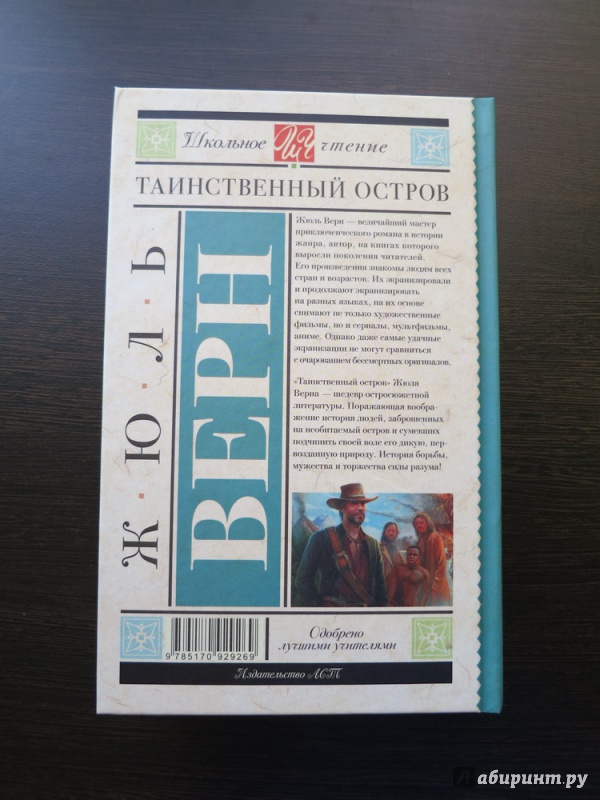 Школьное ШЧ чтение
ТАИНСТВЕННЫЙ ОСТРОВ
ЖЮЛЬ
ВЕРН
Жюль Верн — величайший мастер
приключенческого романа в истории
жанра, автор, на книгах которого
выросли поколения читателей.
Его произведения знакомы людям всех
стран и возрастов. Их экранизировали
и продолжают экранизировать
на разных языках, на их основе
снимают не только художественные
фильмы, но и сериалы, мультфильмы,
аниме. Однако даже самые удачные
экранизации не могут сравниться
с очарованием бессмертных оригиналов.
«Таинственный остров» Жюля
Верна — шедевр остросюжетной
литературы. Поражающая вообра-
жение история людей, заброшенных
на необитаемый остров и сумевших
подчинить своей воле его дикую, пер-
возданную природу. История борьбы,
мужества и торжества силы разума!
9 785170 929269
Одобрено
лучшими учителями
Издательство АСТ
лабиринт.ру